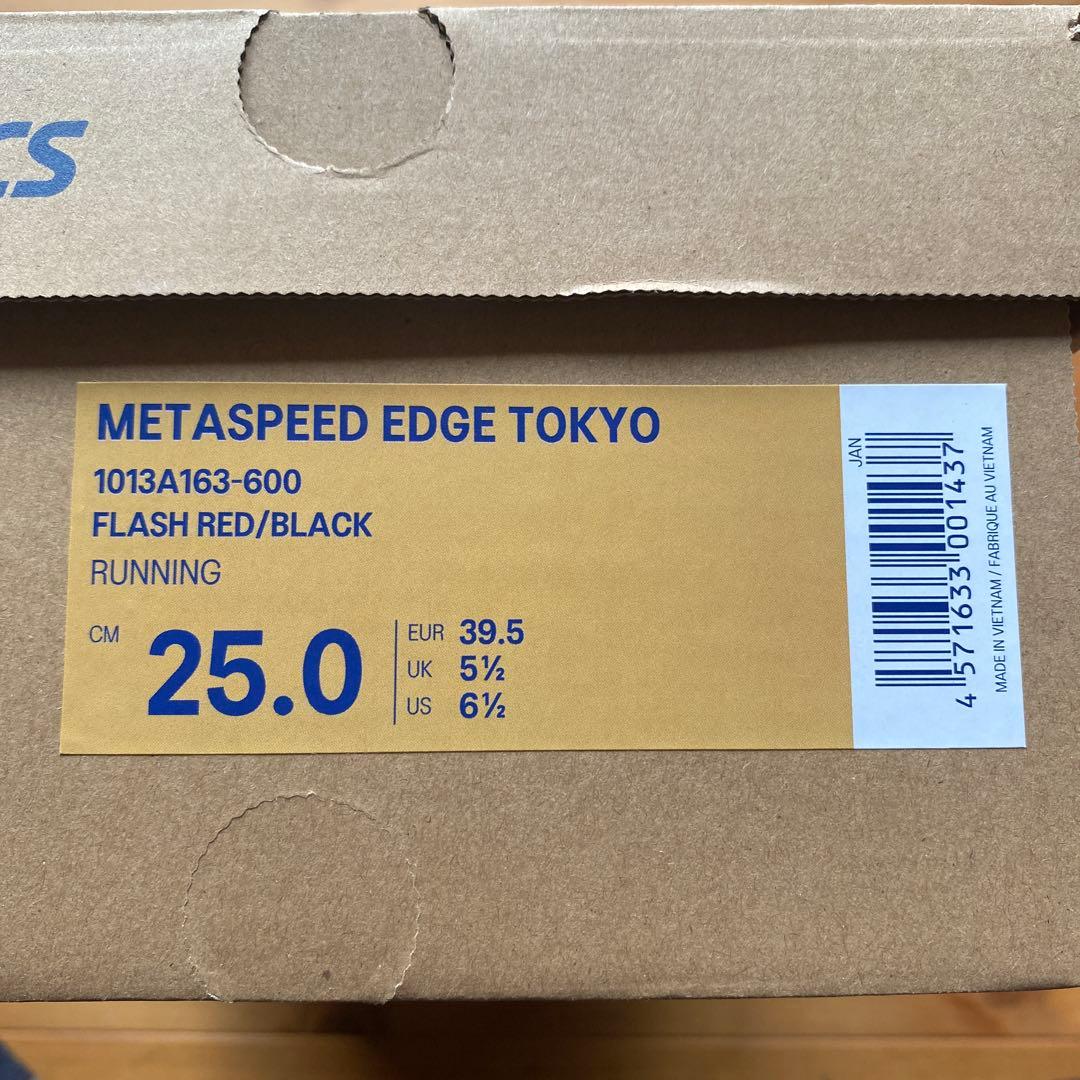 CS
METASPEED EDGE TOKYO
1013A163-600
FLASH RED/BLACK
RUNNING
CM 25.0
EUR 39.5
UK 5½
US 6½
JAN
4 571633 001437
MADE IN VIETNAM / FABRIQUE AU VIETNAM